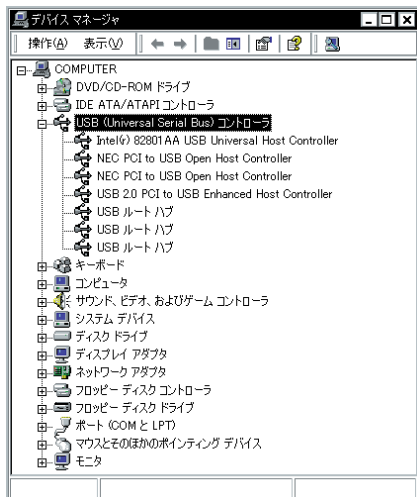 デバイス マネージャ
操作(A) 表示(V)
COMPUTER
DVD/CD-ROM ドライブ
IDE ATA/ATAPI コントローラ
USB (Universal Serial Bus) コントローラ
Intel(r) 82801AA USB Universal Host Controller
NEC PCI to USB Open Host Controller
NEC PCI to USB Open Host Controller
USB 2.0 PCI to USB Enhanced Host Controller
USB ルート ハブ
USB ルート ハブ
USB ルート ハブ
キーボード
コンピュータ
サウンド、ビデオ、およびゲーム コントローラ
システム デバイス
ディスク ドライブ
ディスプレイ アダプタ
ネットワーク アダプタ
フロッピー ディスク コントローラ
フロッピー ディスク ドライブ
ポート (COM と LPT)
マウスとそのほかのポインティング デバイス
モニタ